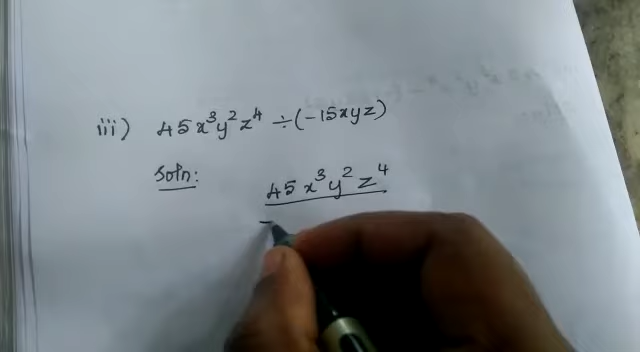 iii) 45x³y²z⁴ ÷ (-15xyz)
Soln:
45x³y²z⁴
-